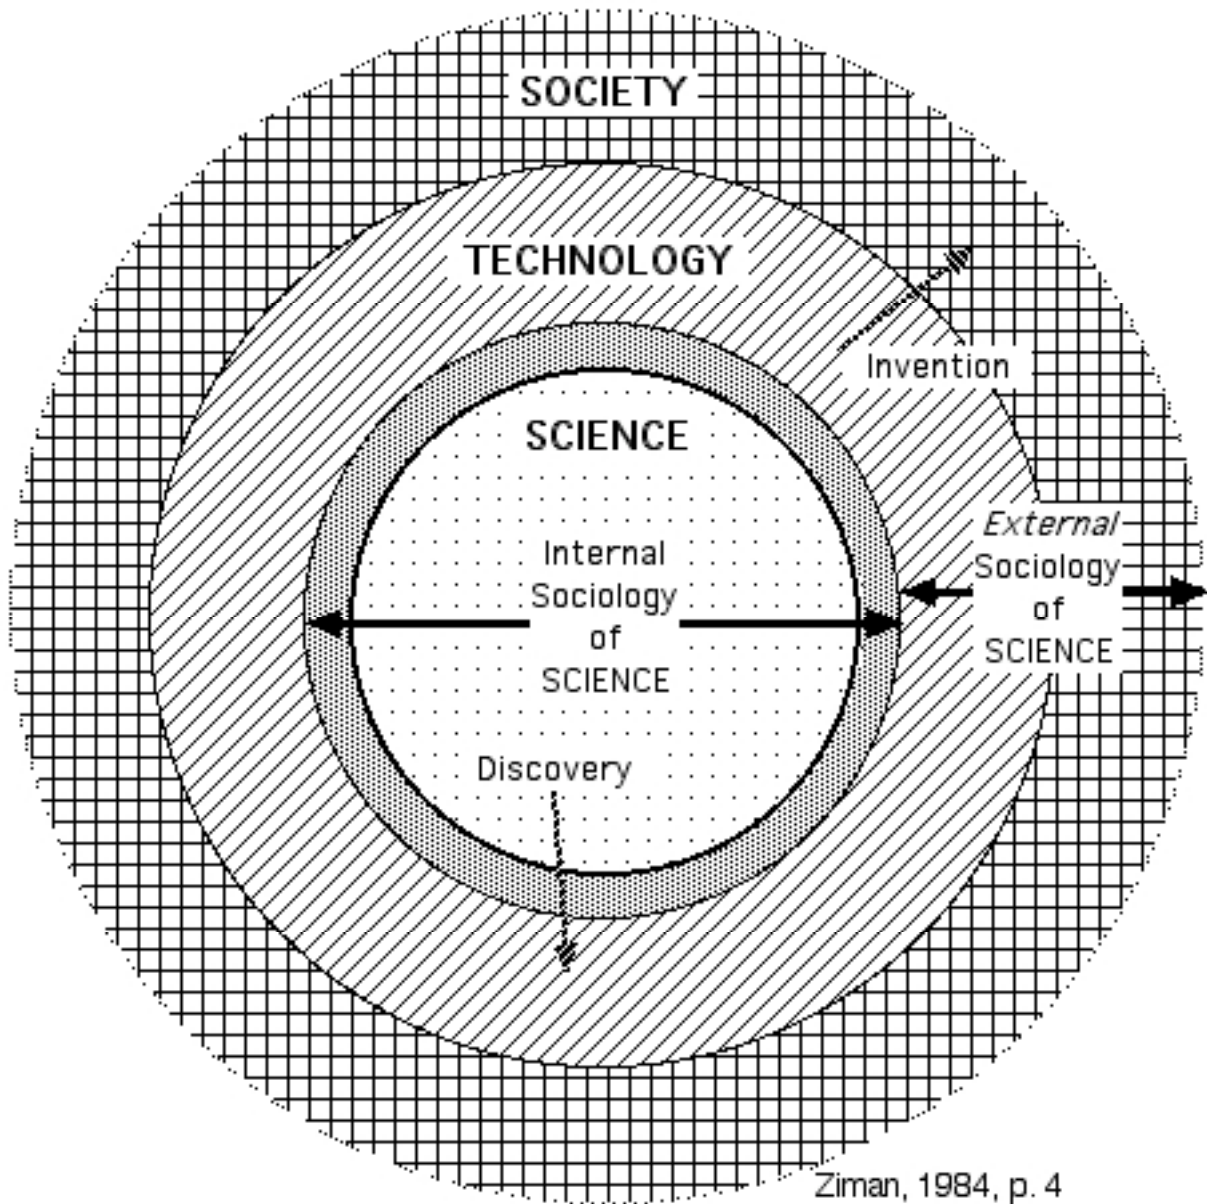 SOCIETY
TECHNOLOGY
Invention
SCIENCE
External
Sociology
of
SCIENCE
Internal
Sociology
of
SCIENCE
Discovery
Ziman, 1984, p. 4